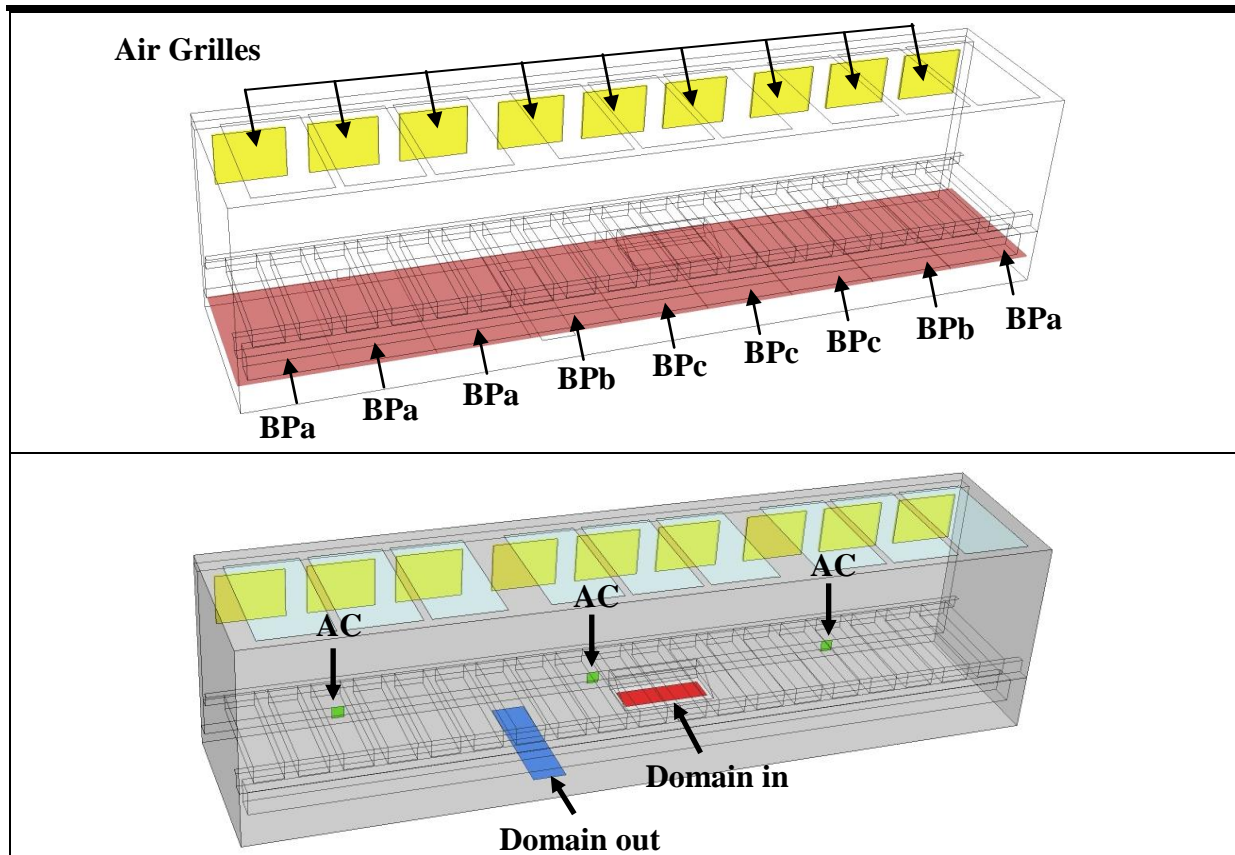 Air Grilles
BPa
BPb
BPc
BPc
BPc
BPb
BPa
BPa
BPa
AC
AC
AC
Domain in
Domain out